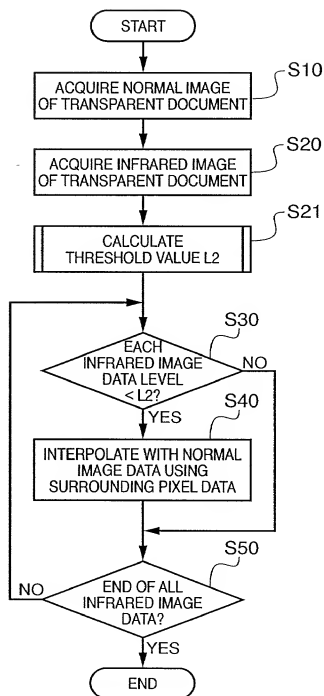 START
S10
ACQUIRE NORMAL IMAGE
OF TRANSPARENT DOCUMENT
S20
ACQUIRE INFRARED IMAGE
OF TRANSPARENT DOCUMENT
S21
CALCULATE
THRESHOLD VALUE L2
S30
EACH
INFRARED IMAGE
DATA LEVEL
< L2?
NO
YES
S40
INTERPOLATE WITH NORMAL
IMAGE DATA USING
SURROUNDING PIXEL DATA
S50
NO
END OF ALL
INFRARED IMAGE
DATA?
YES
END